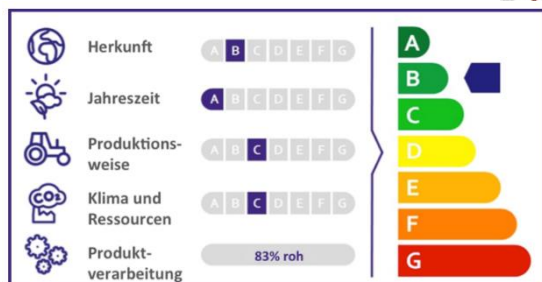 Herkunft
A B C D E F G
Jahreszeit
A B C D E F G
Produktions-
weise
A B C D E F G
CO2
Klima und
Ressourcen
A B C D E F G
Produkt-
verarbeitung
83% roh
A
B
C
D
E
F
G